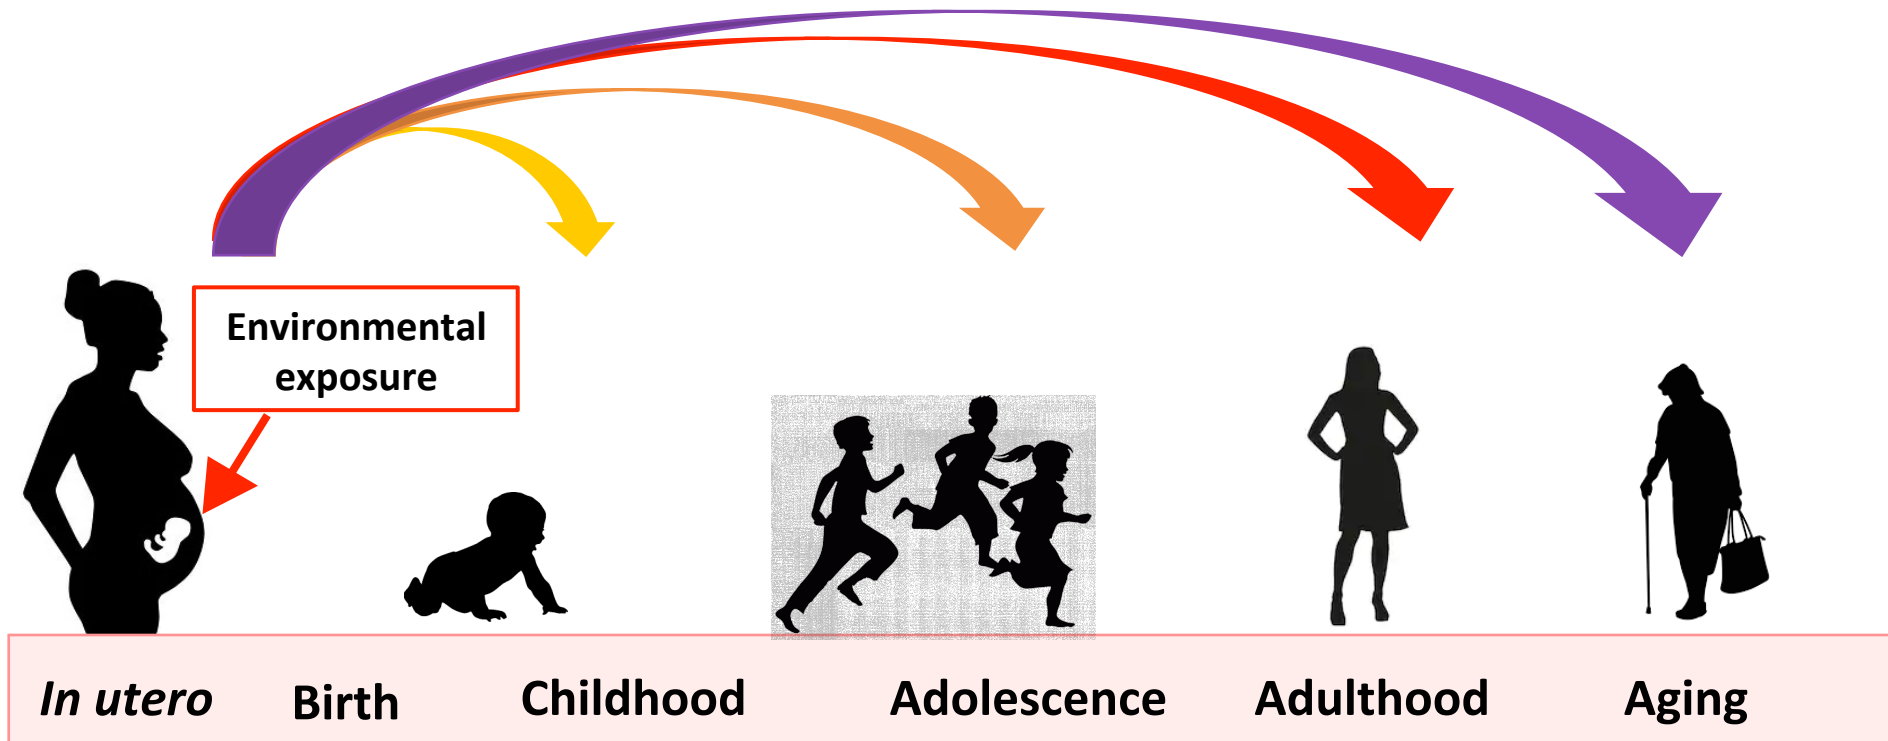 Environmental
exposure
In utero Birth Childhood Adolescence Adulthood Aging